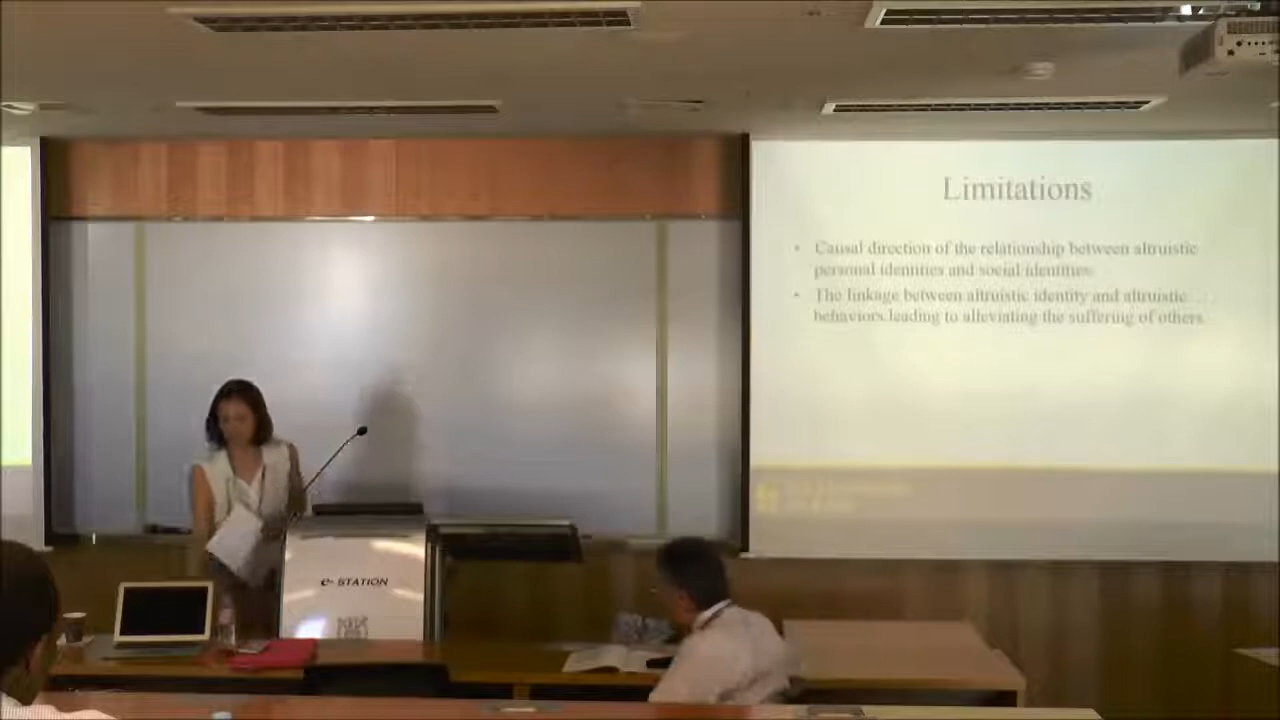 Limitations
• Causal direction of the relationship between altruistic
personal identities and social identities.
• The linkage between altruistic identity and altruistic
behaviors leading to alleviating the suffering of others.
e-STATION